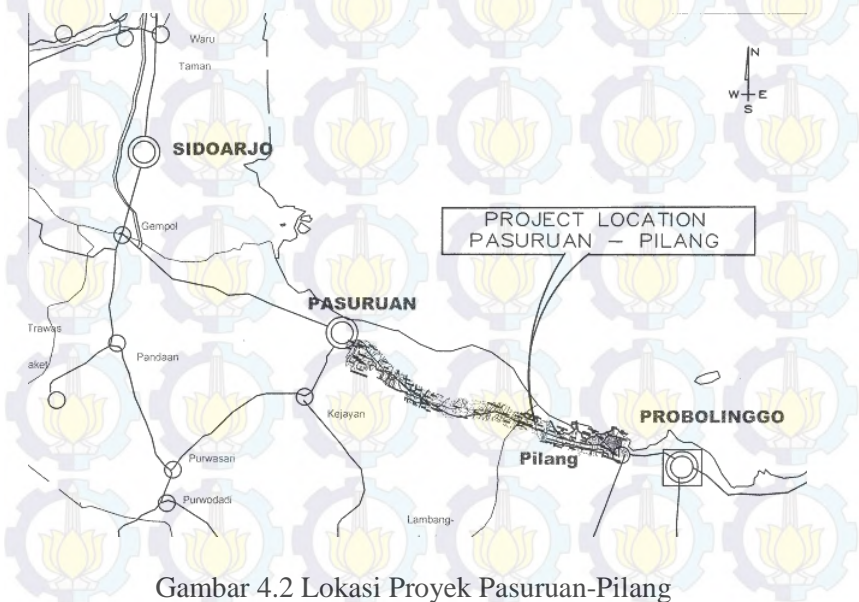 Waru
Taman
N
W E
S
SIDOARJO
PROJECT LOCATION
PASURUAN – PILANG
Gempol
PASURUAN
Trawas
aket
Pandaan
Kejayan
PROBOLINGGO
Pilang
Purwasari
Purwodadi
Lambang-
Gambar 4.2 Lokasi Proyek Pasuruan-Pilang